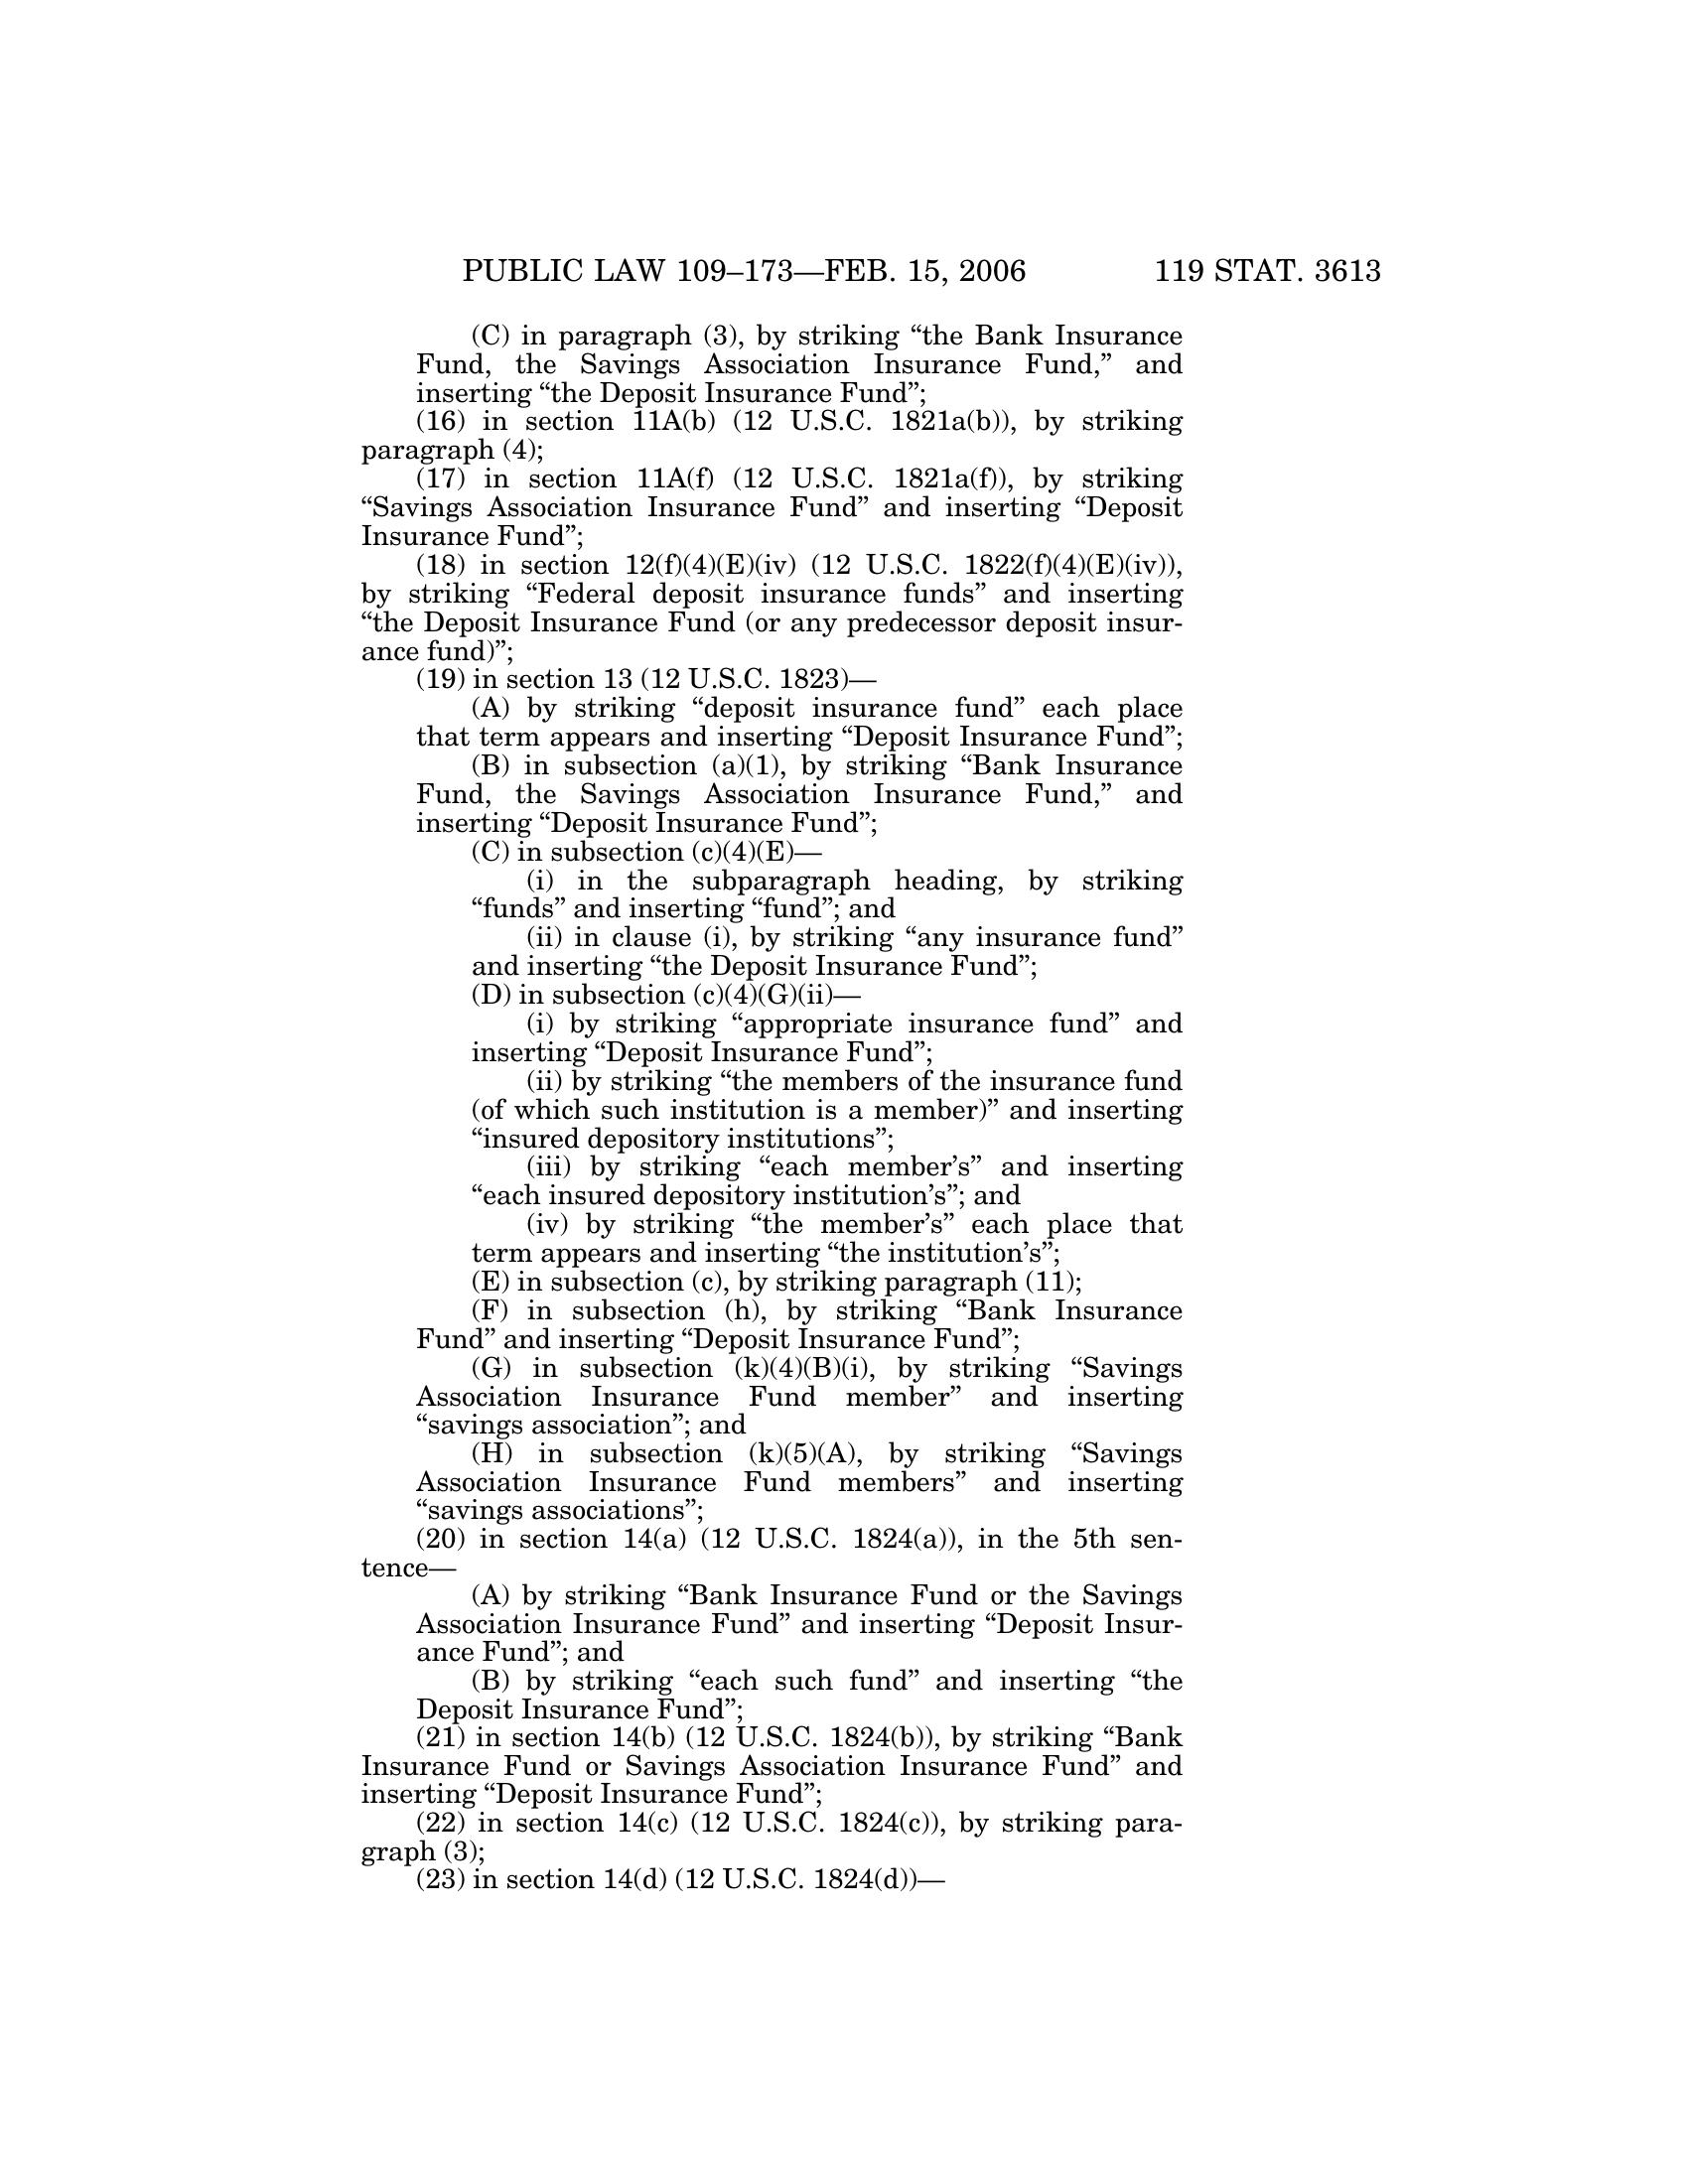 PUBLIC LAW 109–173—FEB. 15, 2006 119 STAT. 3613
(C) in paragraph (3), by striking “the Bank Insurance
Fund, the Savings Association Insurance Fund,” and
inserting “the Deposit Insurance Fund”;
(16) in section 11A(b) (12 U.S.C. 1821a(b)), by striking
paragraph (4);
(17) in section 11A(f) (12 U.S.C. 1821a(f)), by striking
“Savings Association Insurance Fund” and inserting “Deposit
Insurance Fund”;
(18) in section 12(f)(4)(E)(iv) (12 U.S.C. 1822(f)(4)(E)(iv)),
by striking “Federal deposit insurance funds” and inserting
“the Deposit Insurance Fund (or any predecessor deposit insur-
ance fund)”;
(19) in section 13 (12 U.S.C. 1823)—
(A) by striking “deposit insurance fund” each place
that term appears and inserting “Deposit Insurance Fund”;
(B) in subsection (a)(1), by striking “Bank Insurance
Fund, the Savings Association Insurance Fund,” and
inserting “Deposit Insurance Fund”;
(C) in subsection (c)(4)(E)—
(i) in the subparagraph heading, by striking
“funds” and inserting “fund”; and
(ii) in clause (i), by striking “any insurance fund”
and inserting “the Deposit Insurance Fund”;
(D) in subsection (c)(4)(G)(ii)—
(i) by striking “appropriate insurance fund” and
inserting “Deposit Insurance Fund”;
(ii) by striking “the members of the insurance fund
(of which such institution is a member)” and inserting
“insured depository institutions”;
(iii) by striking “each member’s” and inserting
“each insured depository institution’s”; and
(iv) by striking “the member’s” each place that
term appears and inserting “the institution’s”;
(E) in subsection (c), by striking paragraph (11);
(F) in subsection (h), by striking “Bank Insurance
Fund” and inserting “Deposit Insurance Fund”;
(G) in subsection (k)(4)(B)(i), by striking “Savings
Association Insurance Fund member” and inserting
“savings association”; and
(H) in subsection (k)(5)(A), by striking “Savings
Association Insurance Fund members” and inserting
“savings associations”;
(20) in section 14(a) (12 U.S.C. 1824(a)), in the 5th sen-
tence—
(A) by striking “Bank Insurance Fund or the Savings
Association Insurance Fund” and inserting “Deposit Insur-
ance Fund”; and
(B) by striking “each such fund” and inserting “the
Deposit Insurance Fund”;
(21) in section 14(b) (12 U.S.C. 1824(b)), by striking “Bank
Insurance Fund or Savings Association Insurance Fund” and
inserting “Deposit Insurance Fund”;
(22) in section 14(c) (12 U.S.C. 1824(c)), by striking para-
graph (3);
(23) in section 14(d) (12 U.S.C. 1824(d))—